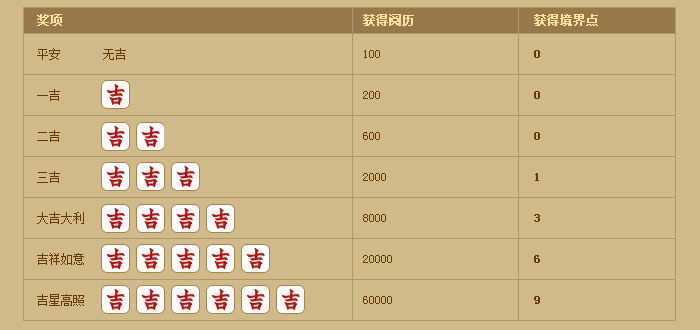 奖项 获得阅历 获得境界点
平安 无吉 100 0
一吉 吉 200 0
二吉 吉 吉 600 0
三吉 吉 吉 吉 2000 1
大吉大利 吉 吉 吉 吉 8000 3
吉祥如意 吉 吉 吉 吉 吉 20000 6
吉星高照 吉 吉 吉 吉 吉 吉 60000 9